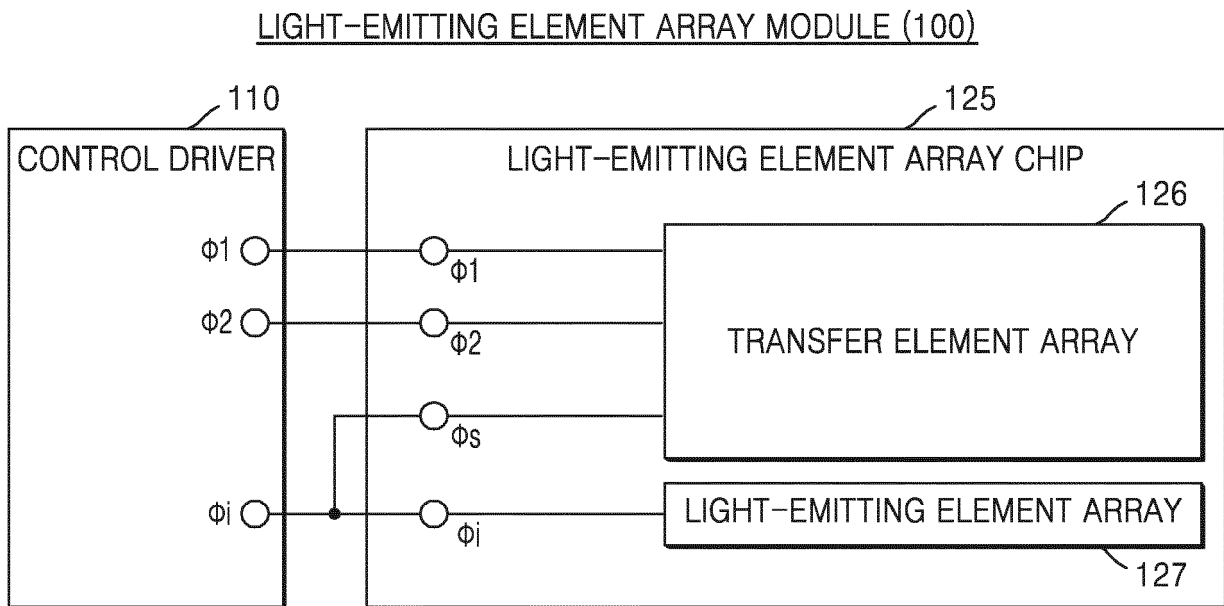 LIGHT-EMITTING ELEMENT ARRAY MODULE (100)
110
125
CONTROL DRIVER
LIGHT-EMITTING ELEMENT ARRAY CHIP
126
Φ1
Φ1
Φ2
Φ2
TRANSFER ELEMENT ARRAY
Φs
Φi
Φi
LIGHT-EMITTING ELEMENT ARRAY
127